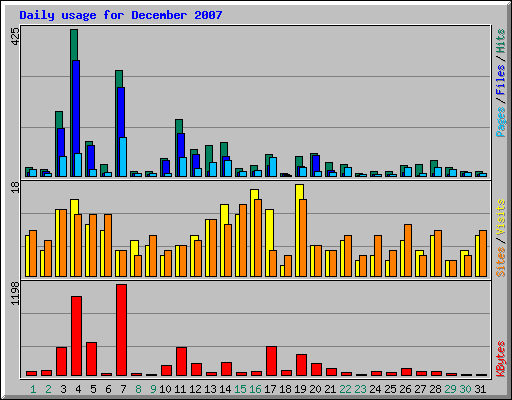 Daily usage for December 2007
425
Pages/Files/Hits
18
Sites/Visits
1198
KBytes
1 2 3 4 5 6 7 8 9 10 11 12 13 14 15 16 17 18 19 20 21 22 23 24 25 26 27 28 29 30 31